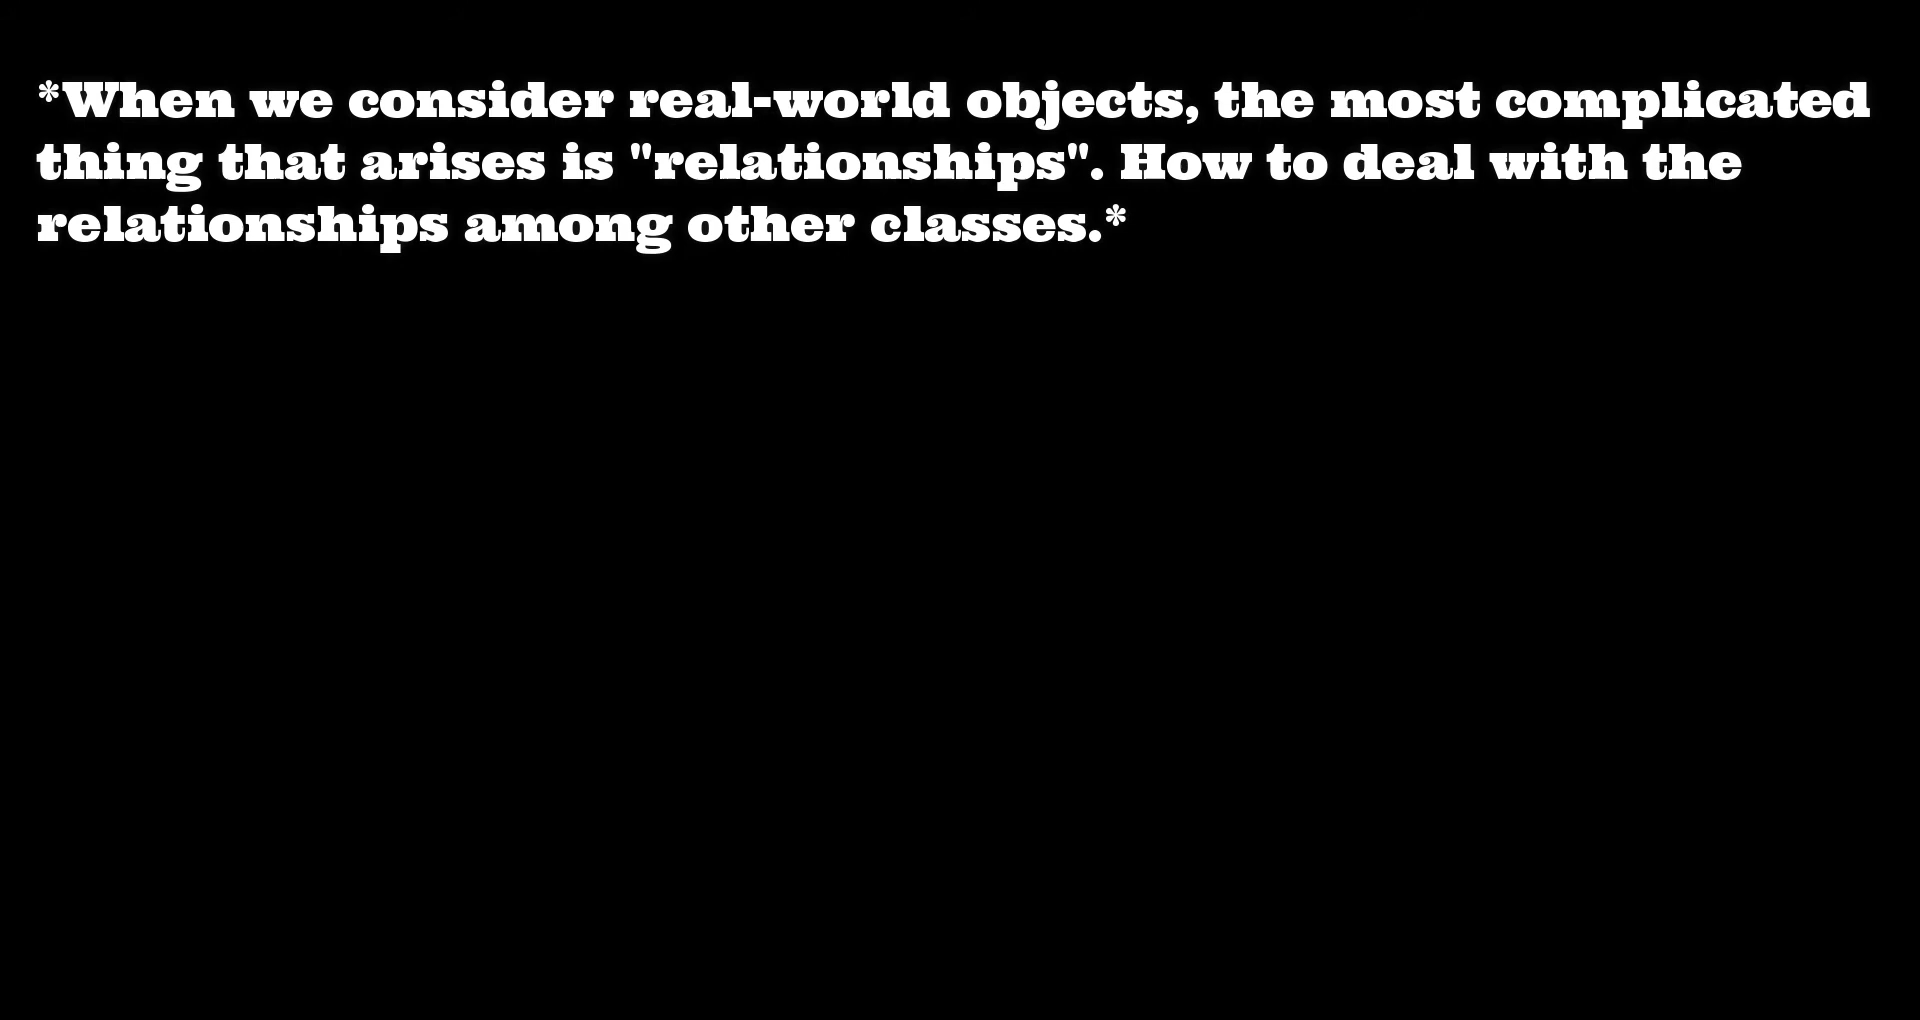 *When we consider real-world objects, the most complicated
thing that arises is "relationships". How to deal with the
relationships among other classes.*